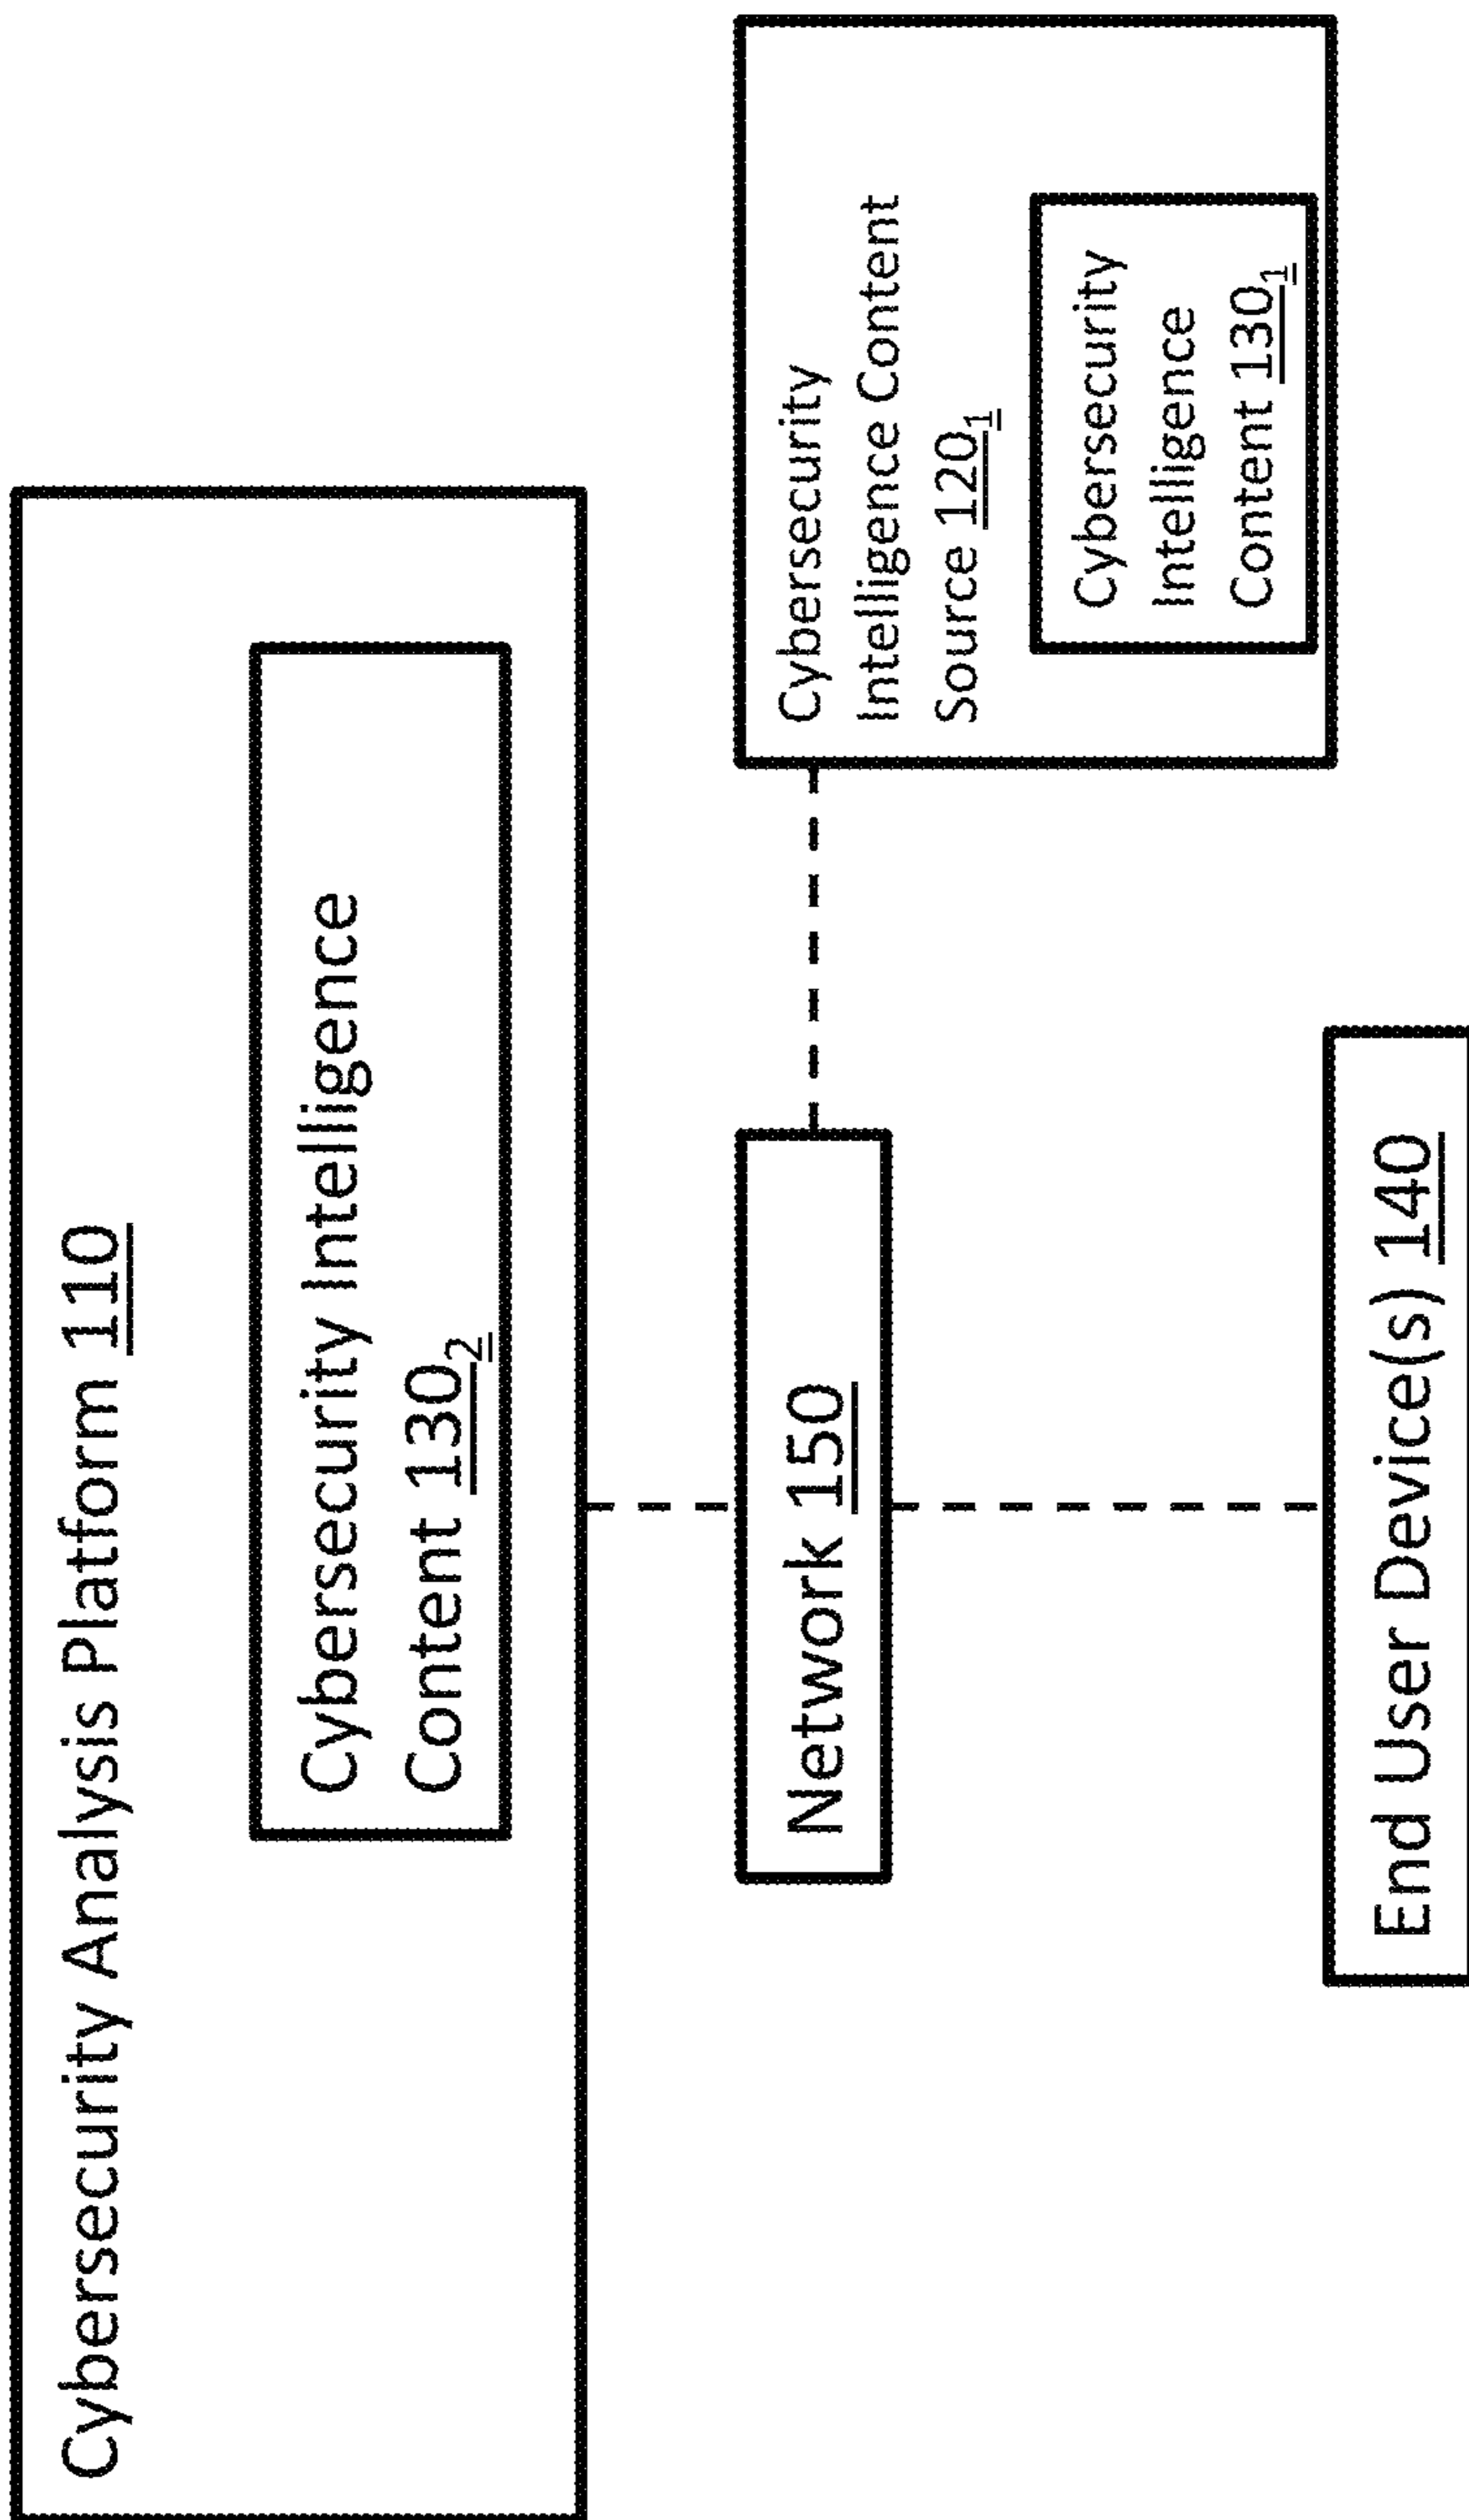 Cybersecurity Analysis Platform 110
Cybersecurity Intelligence
Content 130₂
Network 150
Cybersecurity
Intelligence Content
Source 120₁
Cybersecurity
Intelligence
Content 130₁
End User Device(s) 140